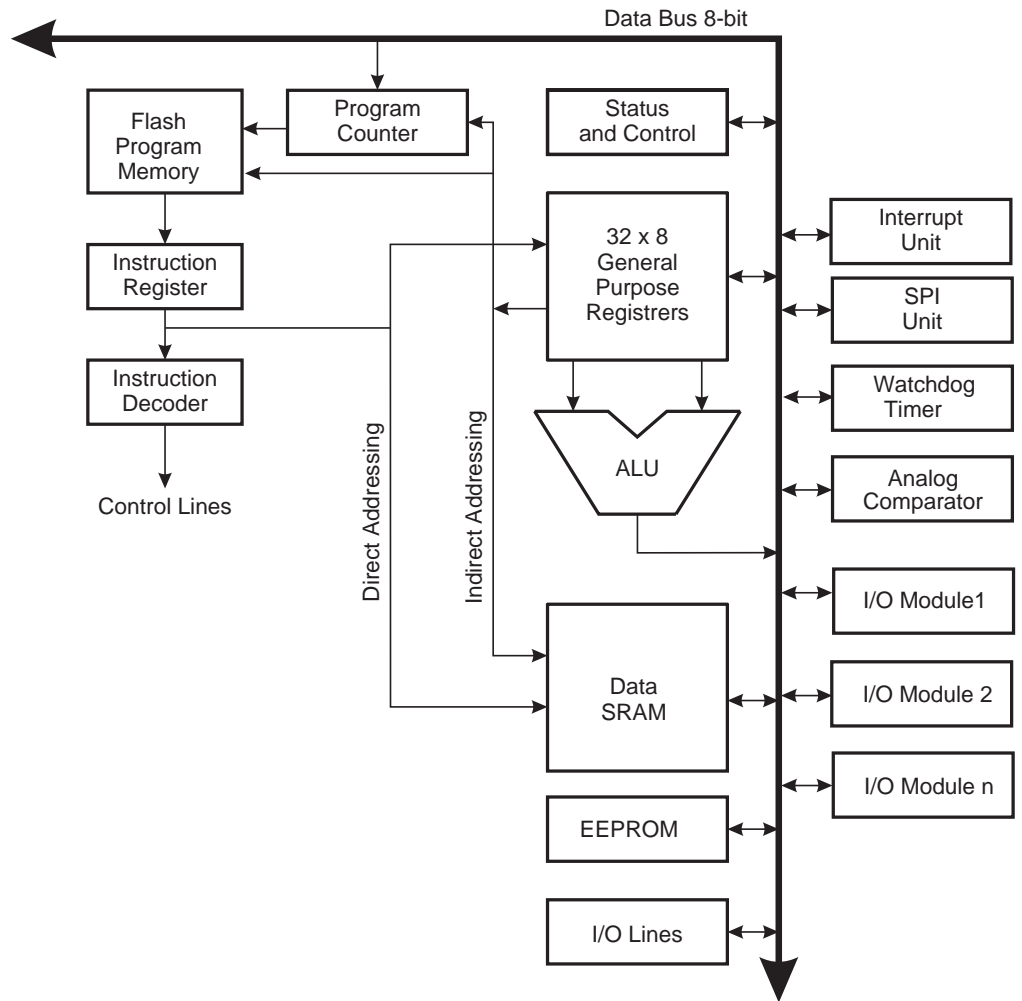 Data Bus 8-bit
Flash
Program
Memory
Program
Counter
Status
and Control
32 x 8
General
Purpose
Registrers
Interrupt
Unit
Instruction
Register
SPI
Unit
Instruction
Decoder
Watchdog
Timer
Direct Addressing
Indirect Addressing
ALU
Analog
Comparator
Control Lines
I/O Module1
Data
SRAM
I/O Module 2
I/O Module n
EEPROM
I/O Lines